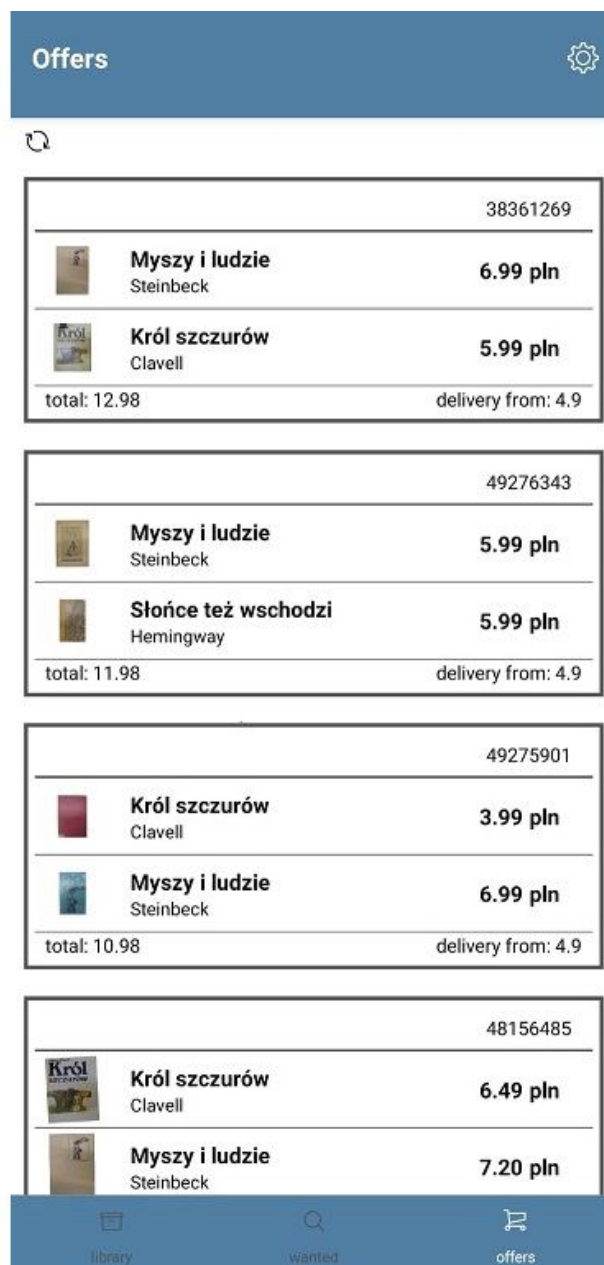 Offers
38361269
Myszy i ludzie
Steinbeck
6.99 pln
Król szczurów
Clavell
5.99 pln
total: 12.98 delivery from: 4.9
49276343
Myszy i ludzie
Steinbeck
5.99 pln
Słońce też wschodzi
Hemingway
5.99 pln
total: 11.98 delivery from: 4.9
49275901
Król szczurów
Clavell
3.99 pln
Myszy i ludzie
Steinbeck
6.99 pln
total: 10.98 delivery from: 4.9
48156485
Król
szczurów
Król szczurów
Clavell
6.49 pln
Myszy i ludzie
Steinbeck
7.20 pln
library wanted offers